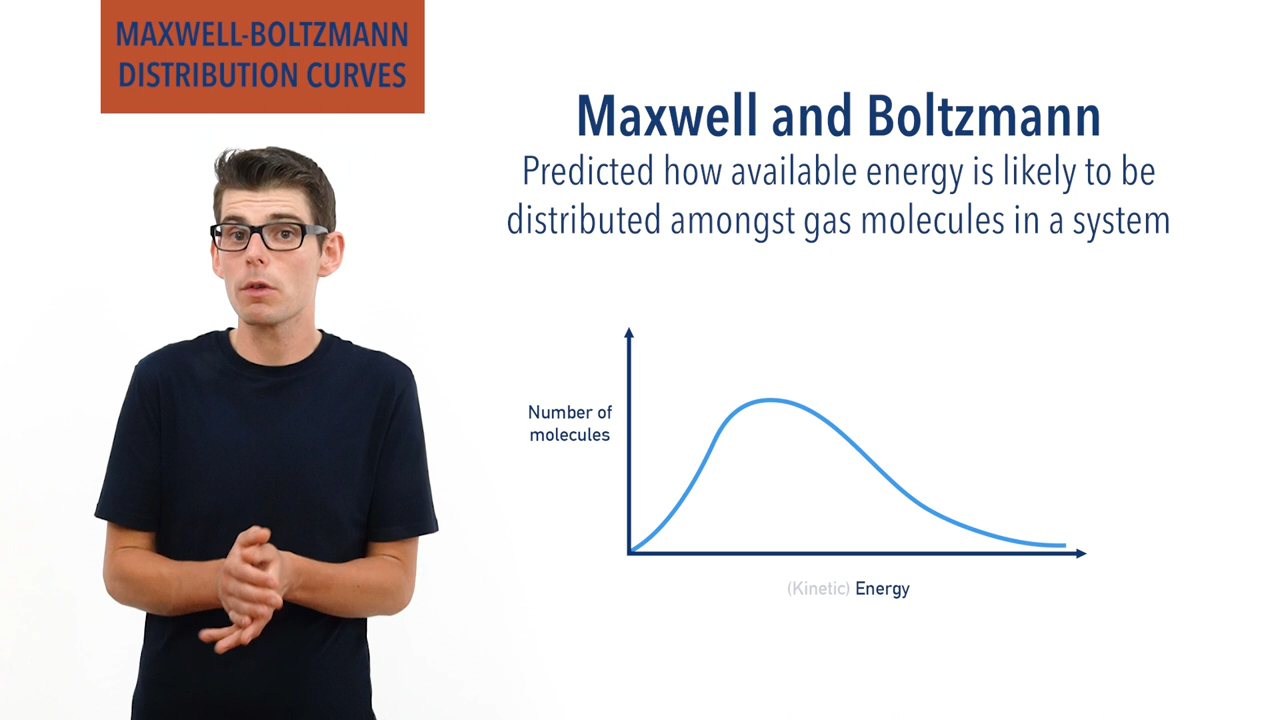 MAXWELL-BOLTZMANN
DISTRIBUTION CURVES
Maxwell and Boltzmann
Predicted how available energy is likely to be
distributed amongst gas molecules in a system
Number of
molecules
(Kinetic) Energy